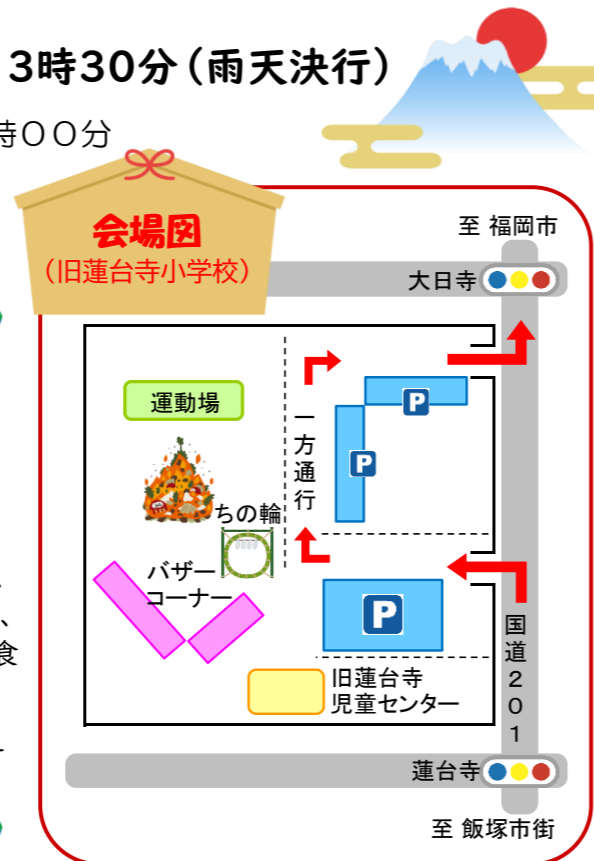 3時30分(雨天決行)
時〇〇分
会場図
(旧蓮台寺小学校)
至 福岡市
大日寺
運動場
一方通行
P
P
ちの輪
バザー
コーナー
P
国道201
食
旧蓮台寺
児童センター
蓮台寺
至 飯塚市街